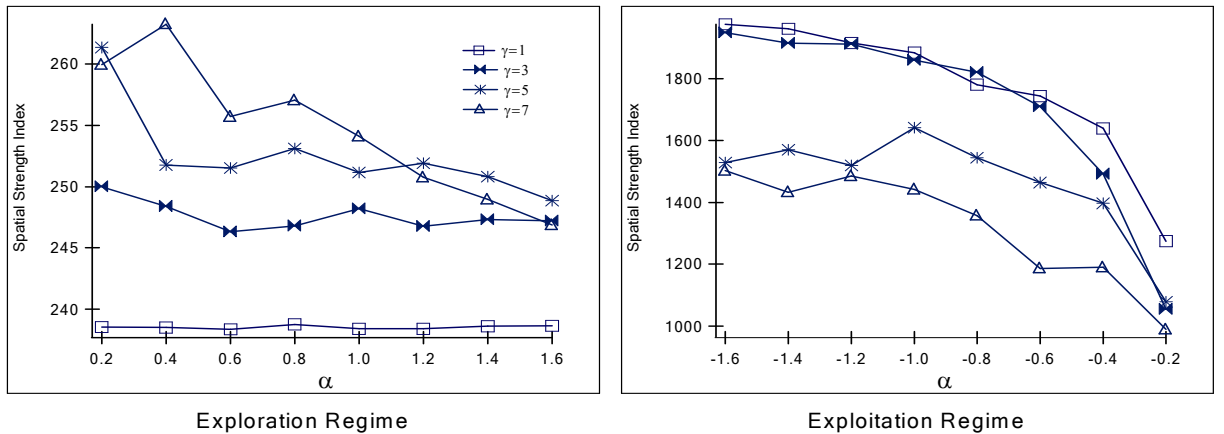 Spatial Strength Index
260
255
250
245
240
γ=1
γ=3
γ=5
γ=7
0.2 0.4 0.6 0.8 1.0 1.2 1.4 1.6
α
Exploration Regime
Spatial Strength Index
1800
1600
1400
1200
1000
-1.6 -1.4 -1.2 -1.0 -0.8 -0.6 -0.4 -0.2
α
Exploitation Regime